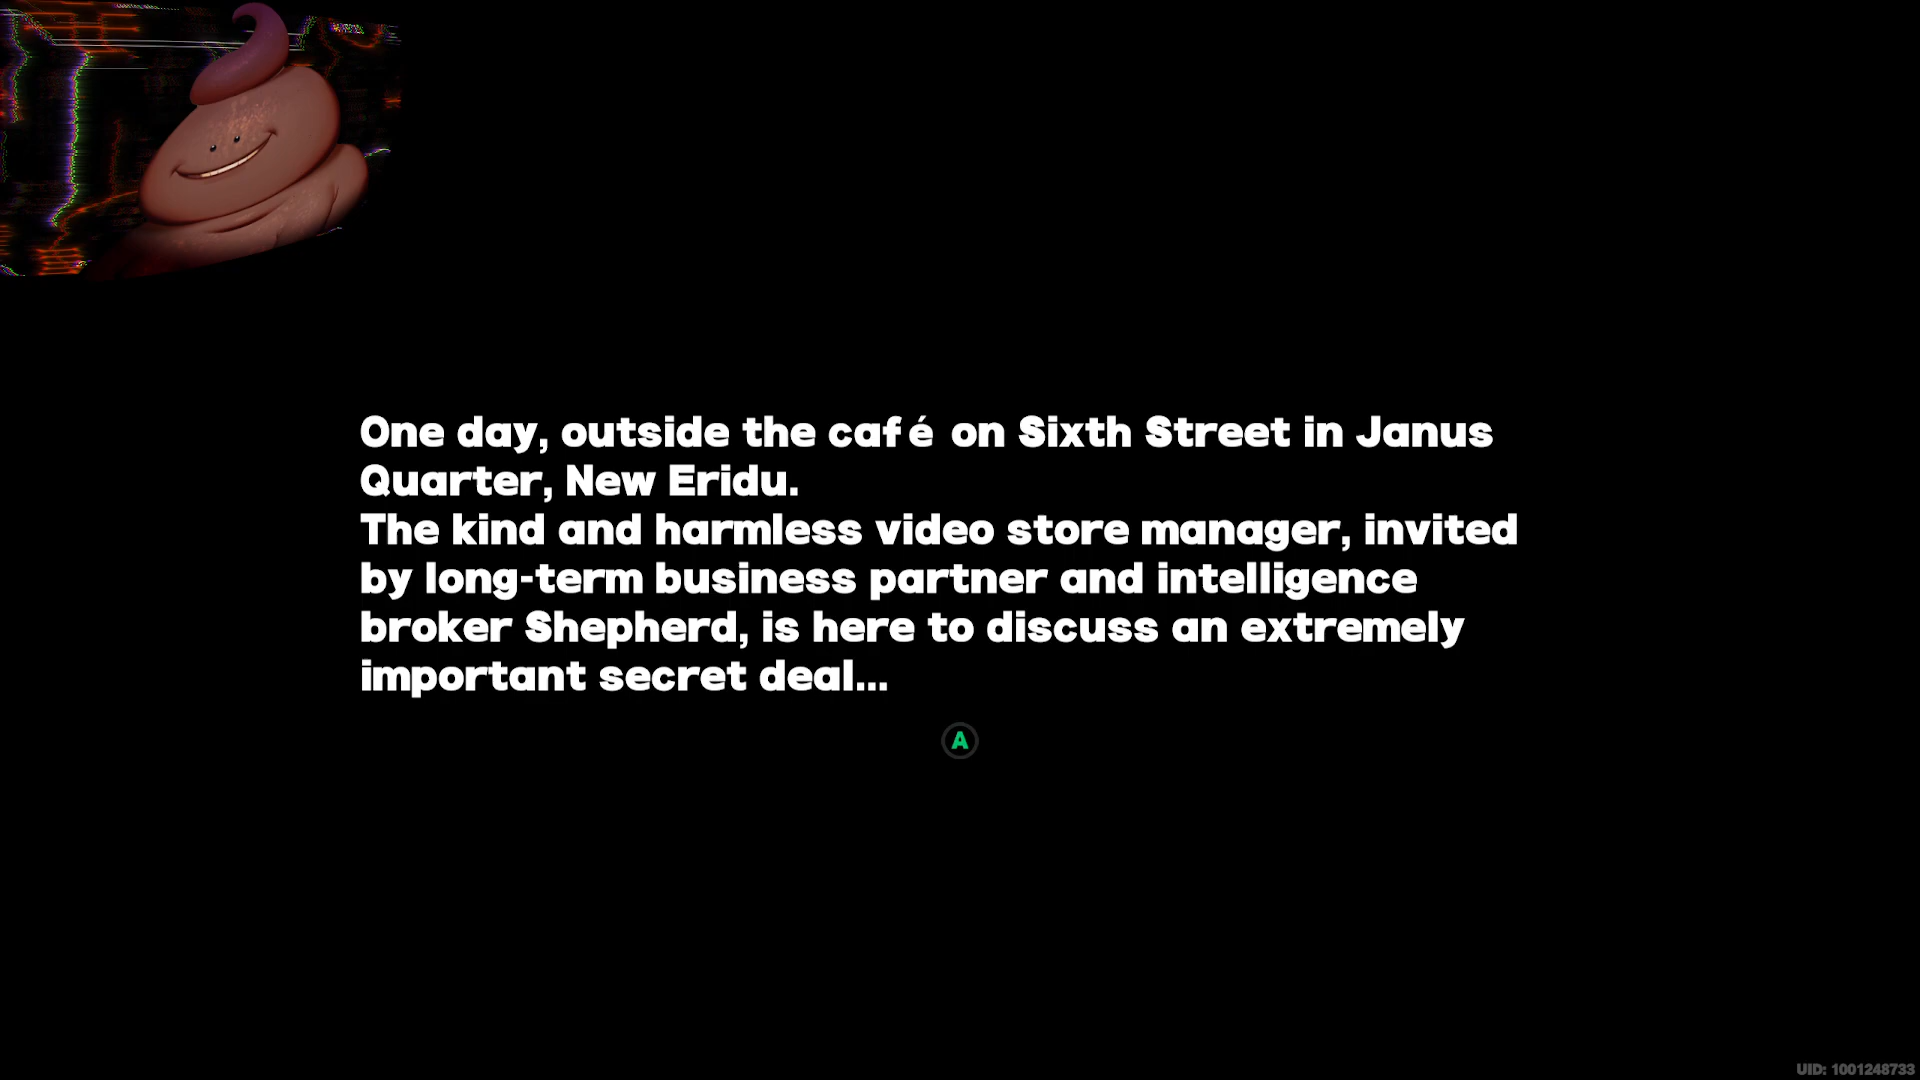 One day, outside the café on Sixth Street in Janus
Quarter, New Eridu.
The kind and harmless video store manager, invited
by long-term business partner and intelligence
broker Shepherd, is here to discuss an extremely
important secret deal...
A
UID: 1001248733